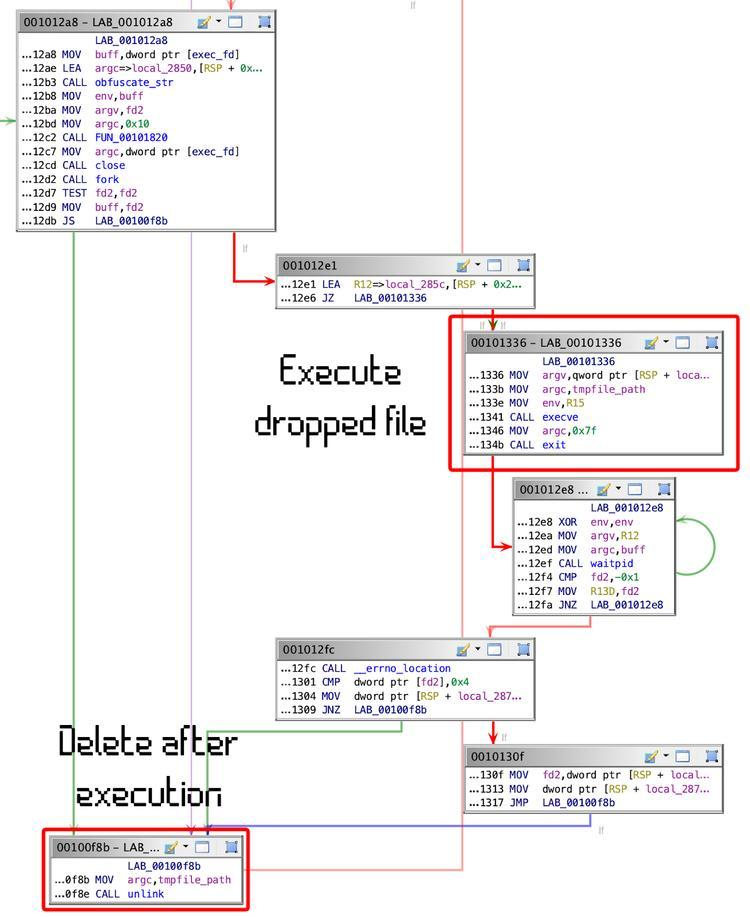 If
001012a8 – LAB_001012a8
LAB_001012a8
...12a8 MOV buff,dword ptr [exec_fd]
...12ae LEA argc=>local_2850,[RSP + 0x...
...12b3 CALL obfuscate_str
...12b8 MOV env,buff
...12ba MOV argv,fd2
...12bd MOV argc,0x10
...12c2 CALL FUN_00101820
...12c7 MOV argc,dword ptr [exec_fd]
...12cd CALL close
...12d2 CALL fork
...12d7 TEST fd2,fd2
...12d9 MOV buff,fd2
...12db JS LAB_00100f8b
If
001012e1
...12e1 LEA R12=>local_285c,[RSP + 0x2...
...12e6 JZ LAB_00101336
If If
00101336 – LAB_00101336
LAB_00101336
...1336 MOV argv,qword ptr [RSP + loca...
...133b MOV argc,tmpfile_path
...133e MOV env,R15
...1341 CALL execve
...1346 MOV argc,0x7f
...134b CALL exit
Execute
dropped file
001012e8 ...
LAB_001012e8
...12e8 XOR env,env
...12ea MOV argv,R12
...12ed MOV argc,buff
...12ef CALL waitpid
...12f4 CMP fd2,-0x1
...12f7 MOV R13D,fd2
...12fa JNZ LAB_001012e8
001012fc
...12fc CALL __errno_location
...1301 CMP dword ptr [fd2],0x4
...1304 MOV dword ptr [RSP + local_287...
...1309 JNZ LAB_00100f8b
If
0010130f
...130f MOV fd2,dword ptr [RSP + local...
...1313 MOV dword ptr [RSP + local_287...
...1317 JMP LAB_00100f8b
If
Delete after
execution
00100f8b – LAB_...
LAB_00100f8b
...0f8b MOV argc,tmpfile_path
...0f8e CALL unlink